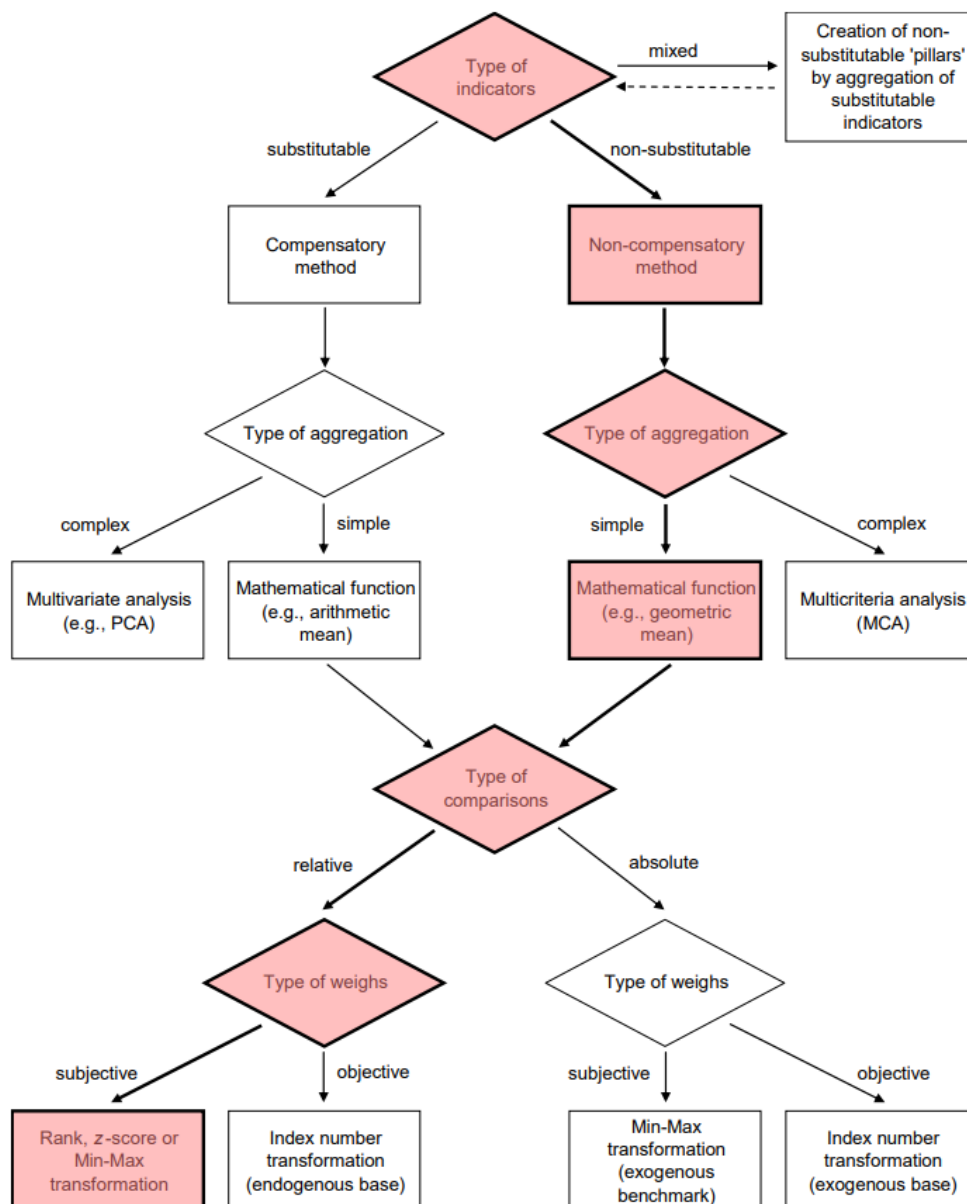 Type of
indicators
mixed
Creation of non-
substitutable 'pillars'
by aggregation of
substitutable
indicators
substitutable
non-substitutable
Compensatory
method
Non-compensatory
method
Type of aggregation
Type of aggregation
complex
simple
simple
complex
Multivariate analysis
(e.g., PCA)
Mathematical function
(e.g., arithmetic
mean)
Mathematical function
(e.g., geometric
mean)
Multicriteria analysis
(MCA)
Type of
comparisons
relative
absolute
Type of weighs
Type of weighs
subjective
objective
subjective
objective
Rank, z-score or
Min-Max
transformation
Index number
transformation
(endogenous base)
Min-Max
transformation
(exogenous
benchmark)
Index number
transformation
(exogenous base)